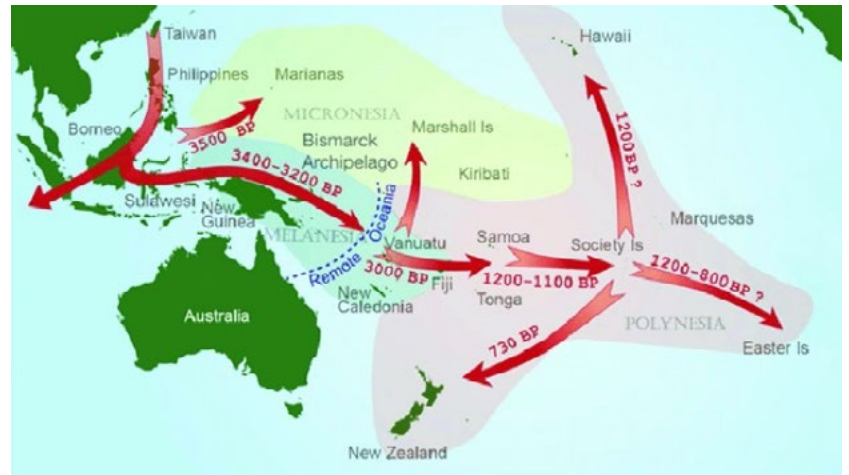 Taiwan
Hawaii
Philippines
Marianas
MICRONESIA
3500 BP
Borneo
Bismarck
Archipelago
Marshall Is
1200BP ?
3400-3200 BP
Kiribati
Sulawesi
New
Guinea
Oceania
Remote
MELANESIA
Marquesas
Vanuatu
Samoa
Society Is
3000 BP
Fiji
1200-1100 BP
1200-800 BP ?
New
Caledonia
Tonga
Australia
POLYNESIA
730 BP
Easter Is
New Zealand